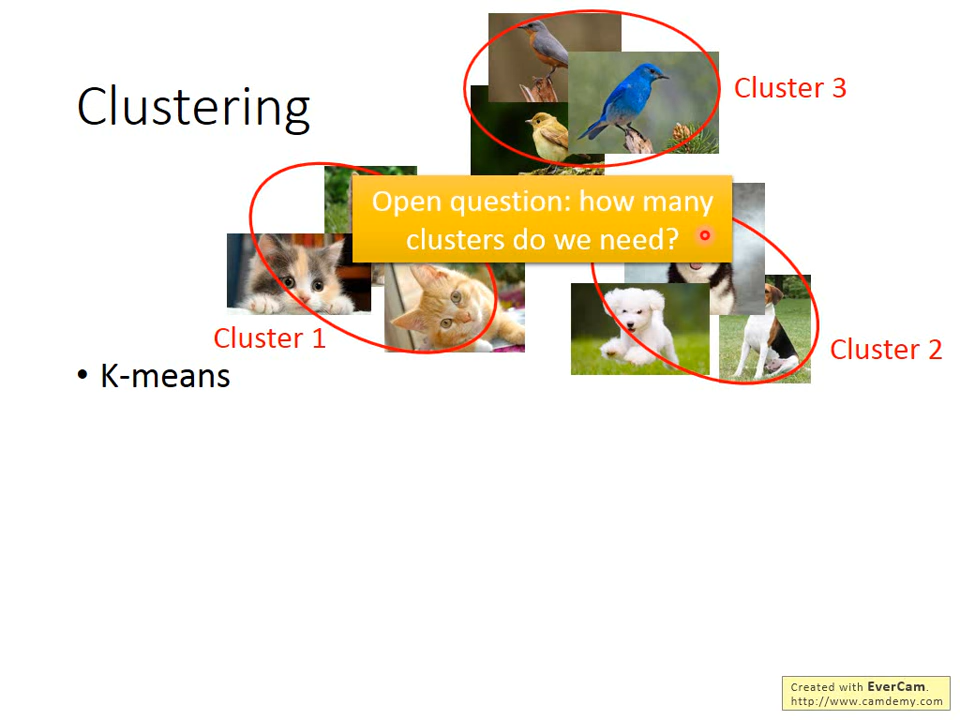 Clustering
Cluster 3
Open question: how many
clusters do we need?
Cluster 1
Cluster 2
• K-means
Created with EverCam.
http://www.camdemy.com